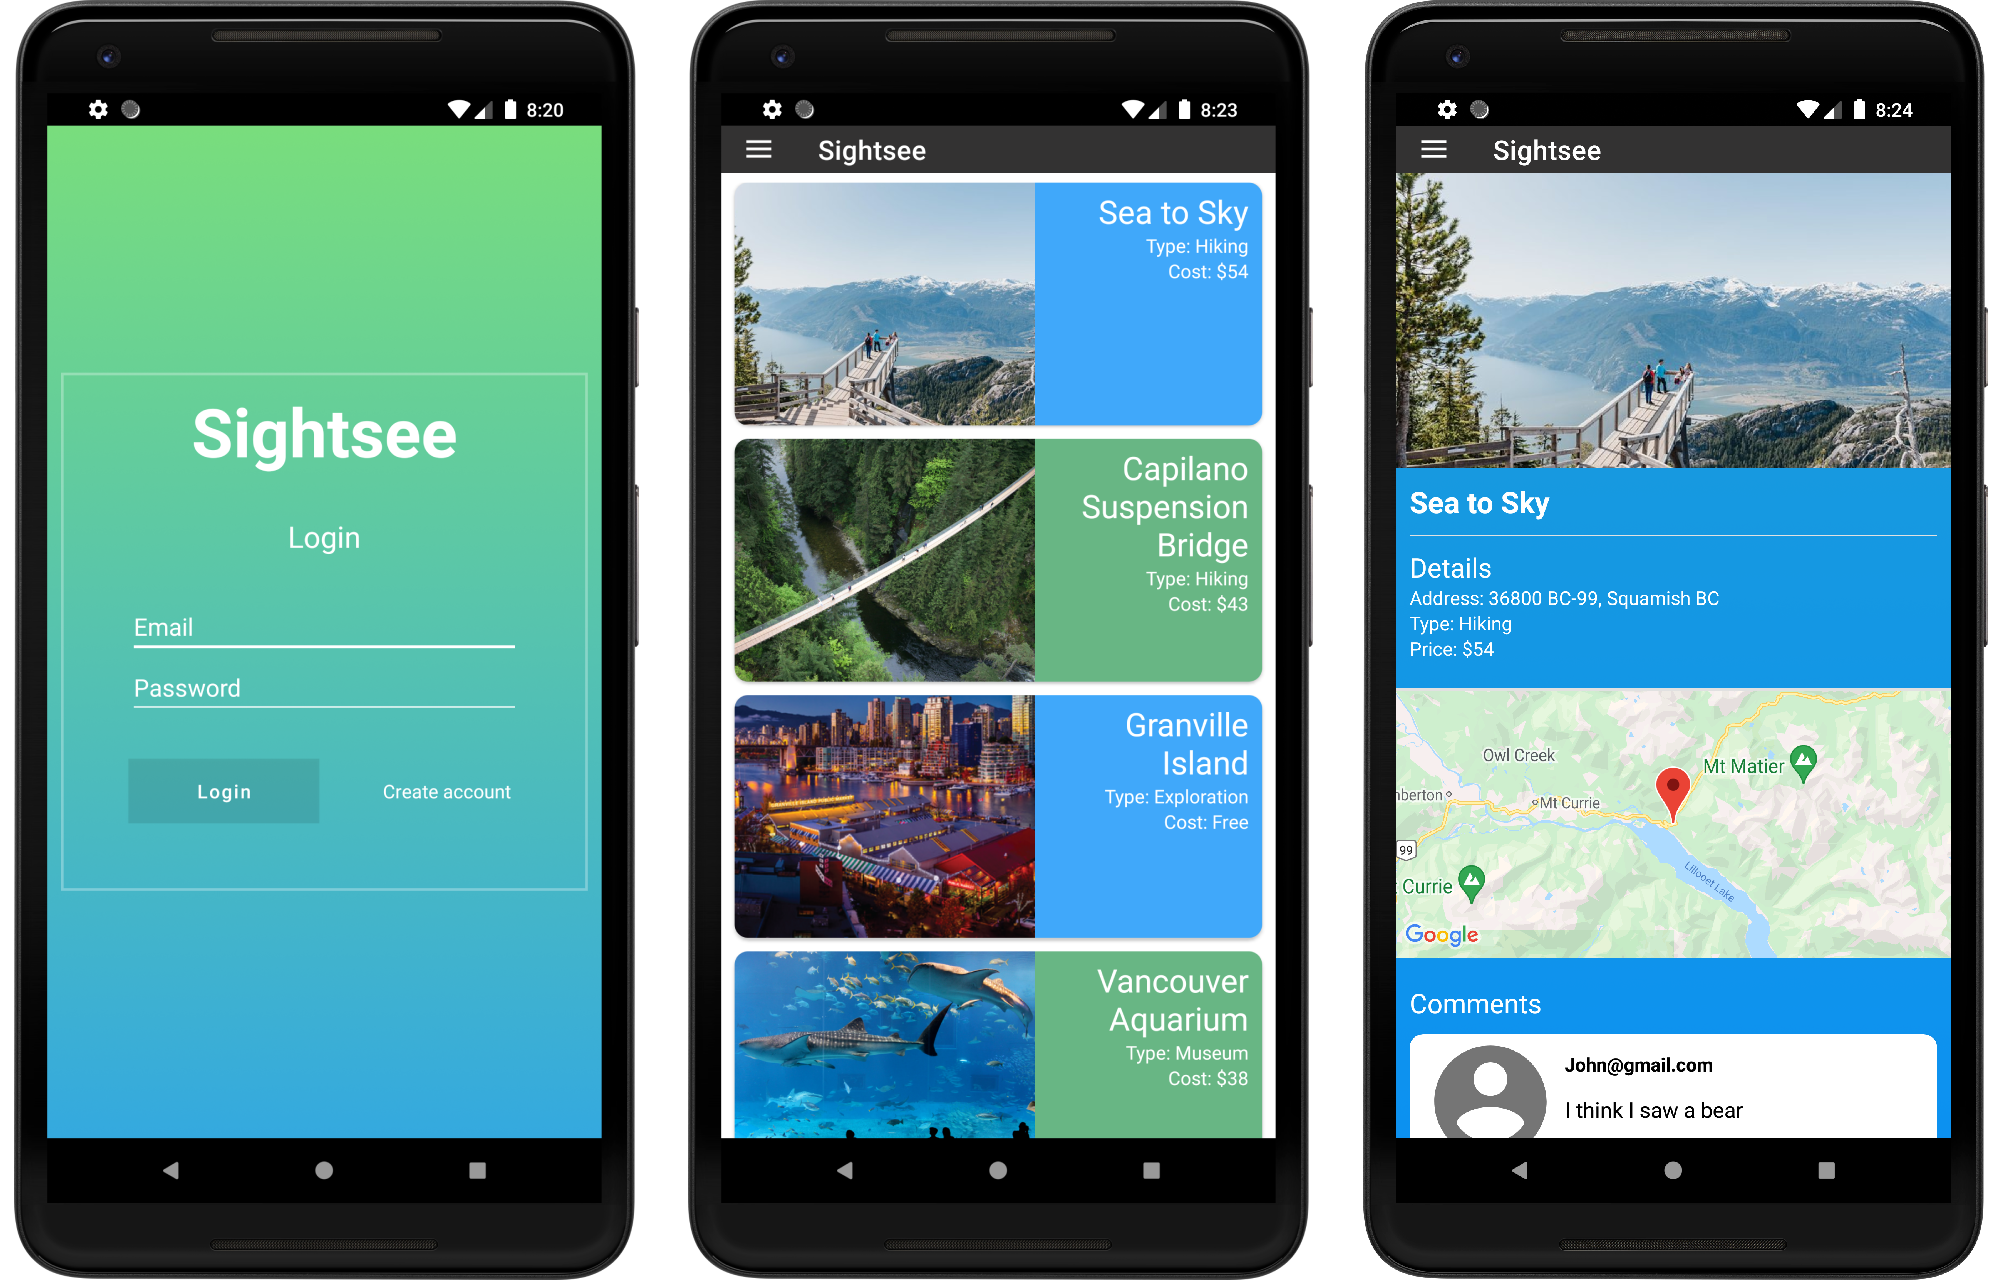 8:20
Sightsee
Login
Email
Password
Login
Create account
8:23
Sightsee
Sea to Sky
Type: Hiking
Cost: $54
Capilano
Suspension
Bridge
Type: Hiking
Cost: $43
Granville
Island
Type: Exploration
Cost: Free
Vancouver
Aquarium
Type: Museum
Cost: $38
8:24
Sightsee
Sea to Sky
Details
Address: 36800 BC-99, Squamish BC
Type: Hiking
Price: $54
Owl Creek
Mt Matier
nberton
Mt Currie
99
Lillooet Lake
t Currie
Google
Comments
John@gmail.com
I think I saw a bear